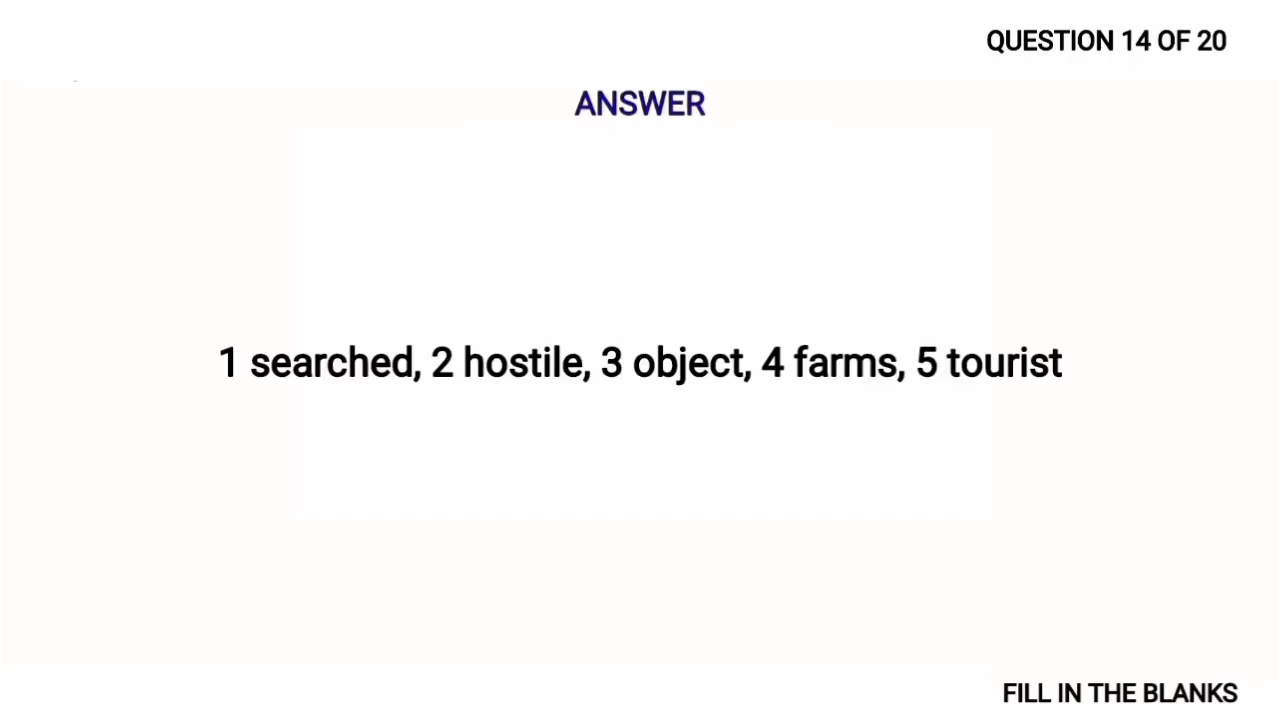 QUESTION 14 OF 20
ANSWER
1 searched, 2 hostile, 3 object, 4 farms, 5 tourist
FILL IN THE BLANKS